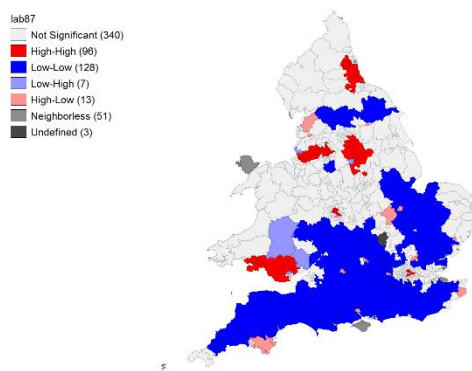 lab87
Not Significant (340)
High-High (96)
Low-Low (128)
Low-High (7)
High-Low (13)
Neighborless (51)
Undefined (3)